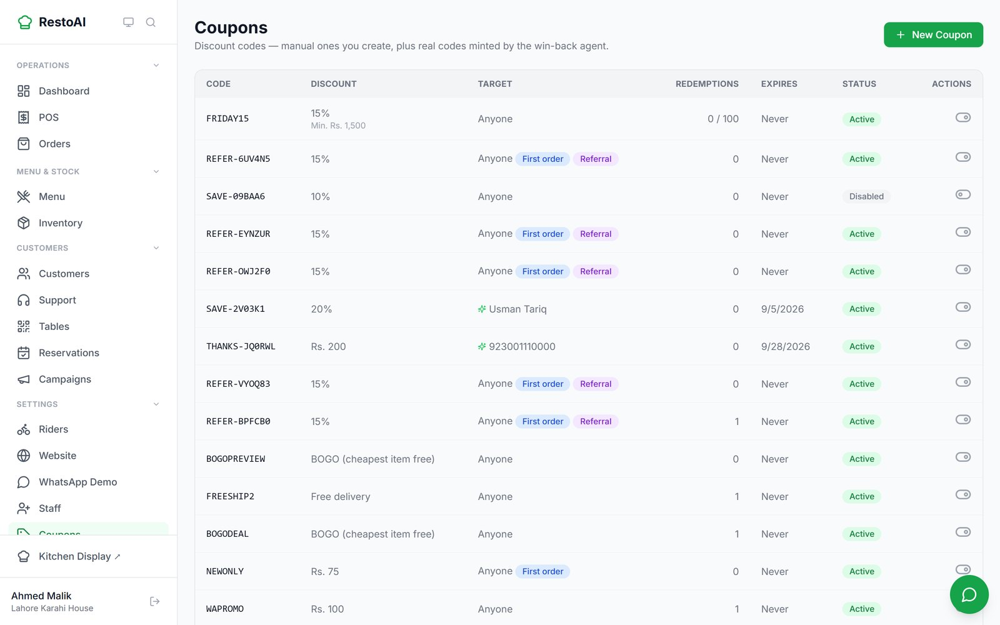 RestoAI
OPERATIONS
Dashboard
POS
Orders
MENU & STOCK
Menu
Inventory
CUSTOMERS
Customers
Support
Tables
Reservations
Campaigns
SETTINGS
Riders
Website
WhatsApp Demo
Staff
Coupons
Kitchen Display ↗
Ahmed Malik
Lahore Karahi House
Coupons
Discount codes — manual ones you create, plus real codes minted by the win-back agent.
+ New Coupon
CODE DISCOUNT TARGET REDEMPTIONS EXPIRES STATUS ACTIONS
FRIDAY15 15% Min. Rs. 1,500 Anyone 0 / 100 Never Active
REFER-6UV4N5 15% Anyone First order Referral 0 Never Active
SAVE-09BAA6 10% Anyone 0 Never Disabled
REFER-EYNZUR 15% Anyone First order Referral 0 Never Active
REFER-OWJ2F0 15% Anyone First order Referral 0 Never Active
SAVE-2V03K1 20% Usman Tariq 0 9/5/2026 Active
THANKS-JQ0RWL Rs. 200 923001110000 0 9/28/2026 Active
REFER-VYOQ83 15% Anyone First order Referral 0 Never Active
REFER-BPFCB0 15% Anyone First order Referral 1 Never Active
BOGOPREVIEW BOGO (cheapest item free) Anyone 0 Never Active
FREESHIP2 Free delivery Anyone 1 Never Active
BOGODEAL BOGO (cheapest item free) Anyone 1 Never Active
NEWONLY Rs. 75 Anyone First order 0 Never Active
WAPROMO Rs. 100 Anyone 1 Never Active